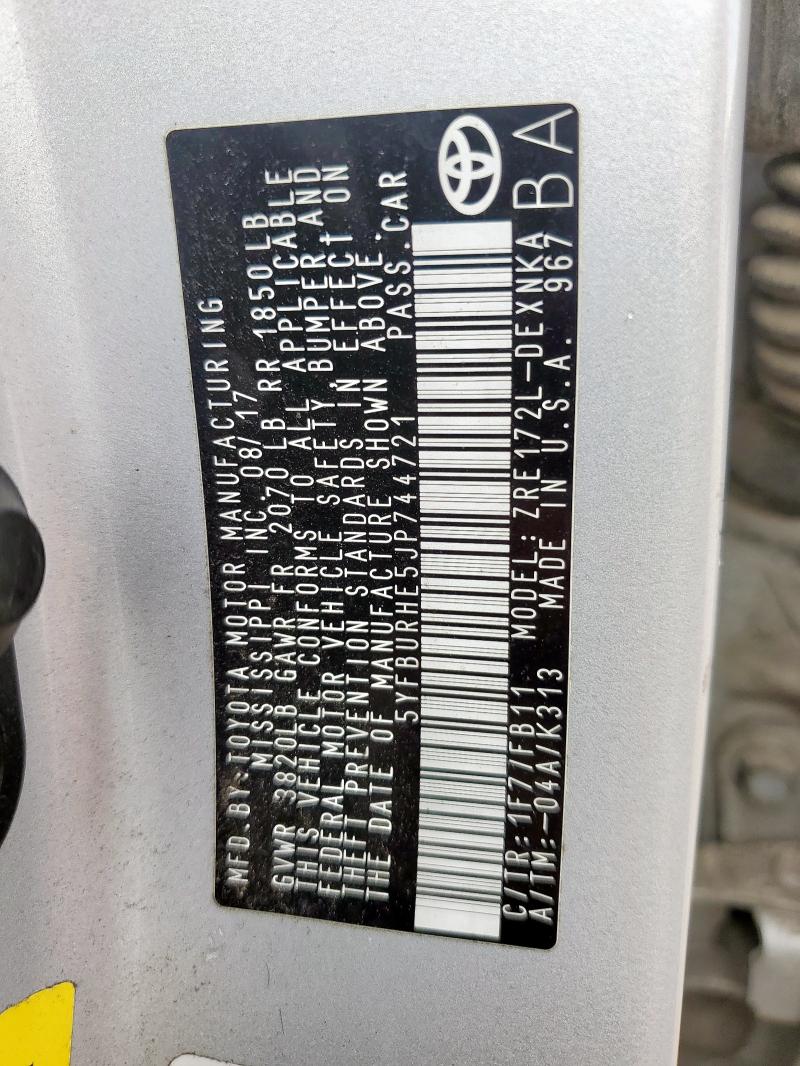 MFD.BY:TOYOTA MOTOR MANUFACTURING
MISSISSIPPI INC. 08/17
GVWR 3820LB GAWR FR 2070 LB RR 1850 LB
THIS VEHICLE CONFORMS TO ALL APPLICABLE
FEDERAL MOTOR VEHICLE SAFETY, BUMPER AND
THEFT PREVENTION STANDARDS IN EFFECT ON
THE DATE OF MANUFACTURE SHOWN ABOVE.
5YFBURHE5JP744721 PASS.CAR
C/TR: 1F7/FB11 MODEL: ZRE172L-DEXNKA
A/TM: -04A/K313 MADE IN U.S.A. 967
BA